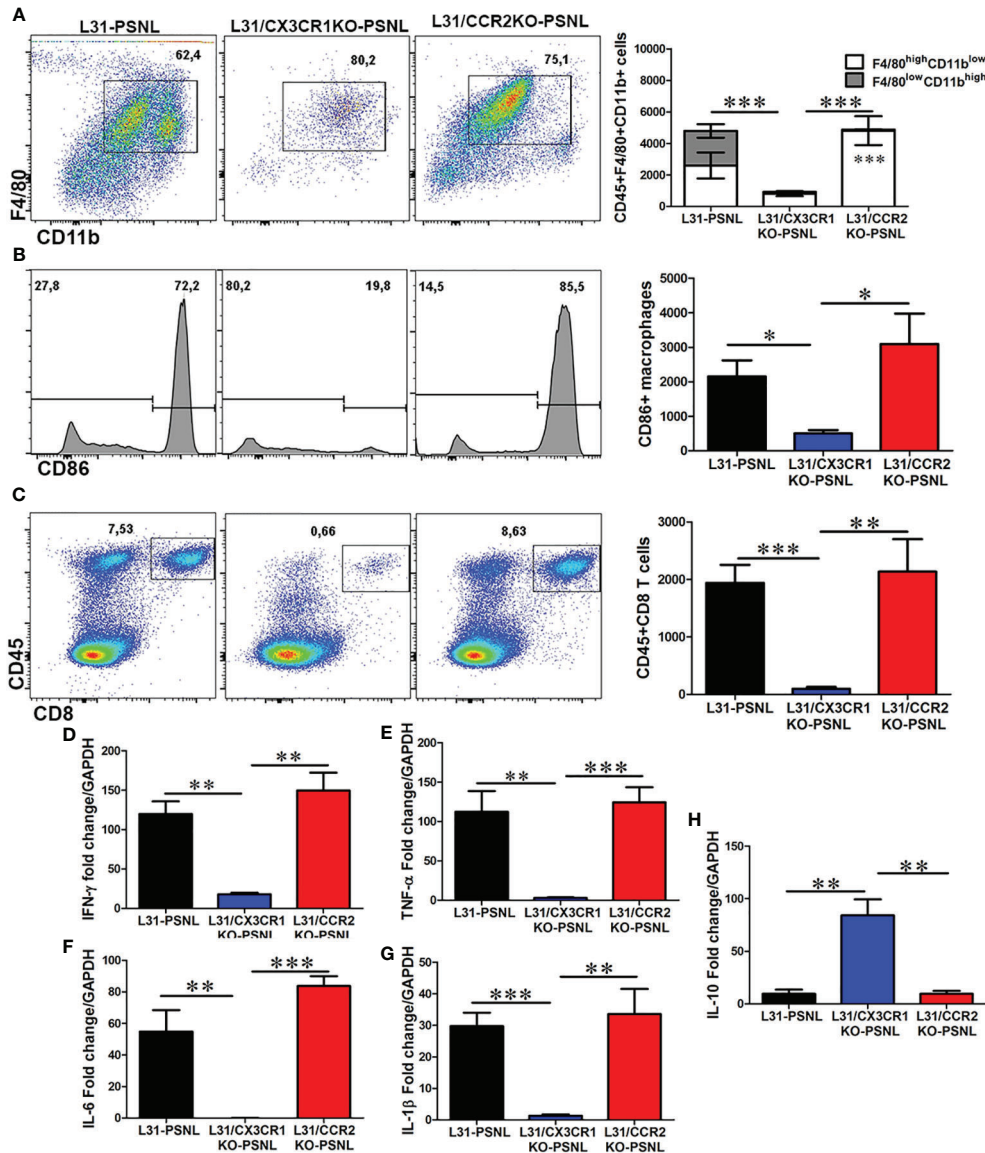 A
L31-PSNL
L31/CX3CR1KO-PSNL
L31/CCR2KO-PSNL
62,4
80,2
75,1
F4/80
CD11b
CD45+F4/80+CD11b+ cells
10000
8000
6000
4000
2000
0
F4/80highCD11blow
F4/80lowCD11bhigh
*** ***
***
L31-PSNL
L31/CX3CR1
KO-PSNL
L31/CCR2
KO-PSNL
B
27,8 72,2
80,2 19,8
14,5 85,5
CD86
CD86+ macrophages
5000
4000
3000
2000
1000
0
* *
L31-PSNL
L31/CX3CR1
KO-PSNL
L31/CCR2
KO-PSNL
C
7,53
0,66
8,63
CD45
CD8
CD45+CD8 T cells
3000
2000
1000
0
*** **
L31-PSNL
L31/CX3CR1
KO-PSNL
L31/CCR2
KO-PSNL
D
IFN-γ fold change/GAPDH
200
150
100
50
0
** **
L31-PSNL
L31/CX3CR1
KO-PSNL
L31/CCR2
KO-PSNL
E
TNF-α Fold change/GAPDH
200
150
100
50
0
** ***
L31-PSNL
L31/CX3CR1
KO-PSNL
L31/CCR2
KO-PSNL
F
IL-6 Fold change/GAPDH
100
80
60
40
20
0
** ***
L31-PSNL
L31/CX3CR1
KO-PSNL
L31/CCR2
KO-PSNL
G
IL-1β Fold change/GAPDH
50
40
30
20
10
0
*** **
L31-PSNL
L31/CX3CR1
KO-PSNL
L31/CCR2
KO-PSNL
H
IL-10 Fold change/GAPDH
150
100
50
0
** **
L31-PSNL
L31/CX3CR1
KO-PSNL
L31/CCR2
KO-PSNL